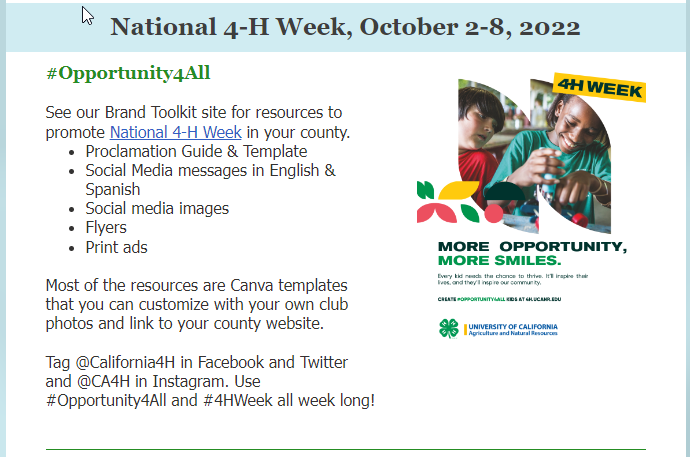 National 4-H Week, October 2-8, 2022
#Opportunity4All
See our Brand Toolkit site for resources to
promote National 4-H Week in your county.
• Proclamation Guide & Template
• Social Media messages in English &
Spanish
• Social media images
• Flyers
• Print ads
Most of the resources are Canva templates
that you can customize with your own club
photos and link to your county website.
Tag @California4H in Facebook and Twitter
and @CA4H in Instagram. Use
#Opportunity4All and #4HWeek all week long!
4-H WEEK
MORE OPPORTUNITY,
MORE SMILES.
Every kid needs the chance to thrive. It'll inspire their
lives, and they'll inspire our community.
CREATE #OPPORTUNITY4ALL KIDS AT 4H.UCANR.EDU
UNIVERSITY OF CALIFORNIA
Agriculture and Natural Resources